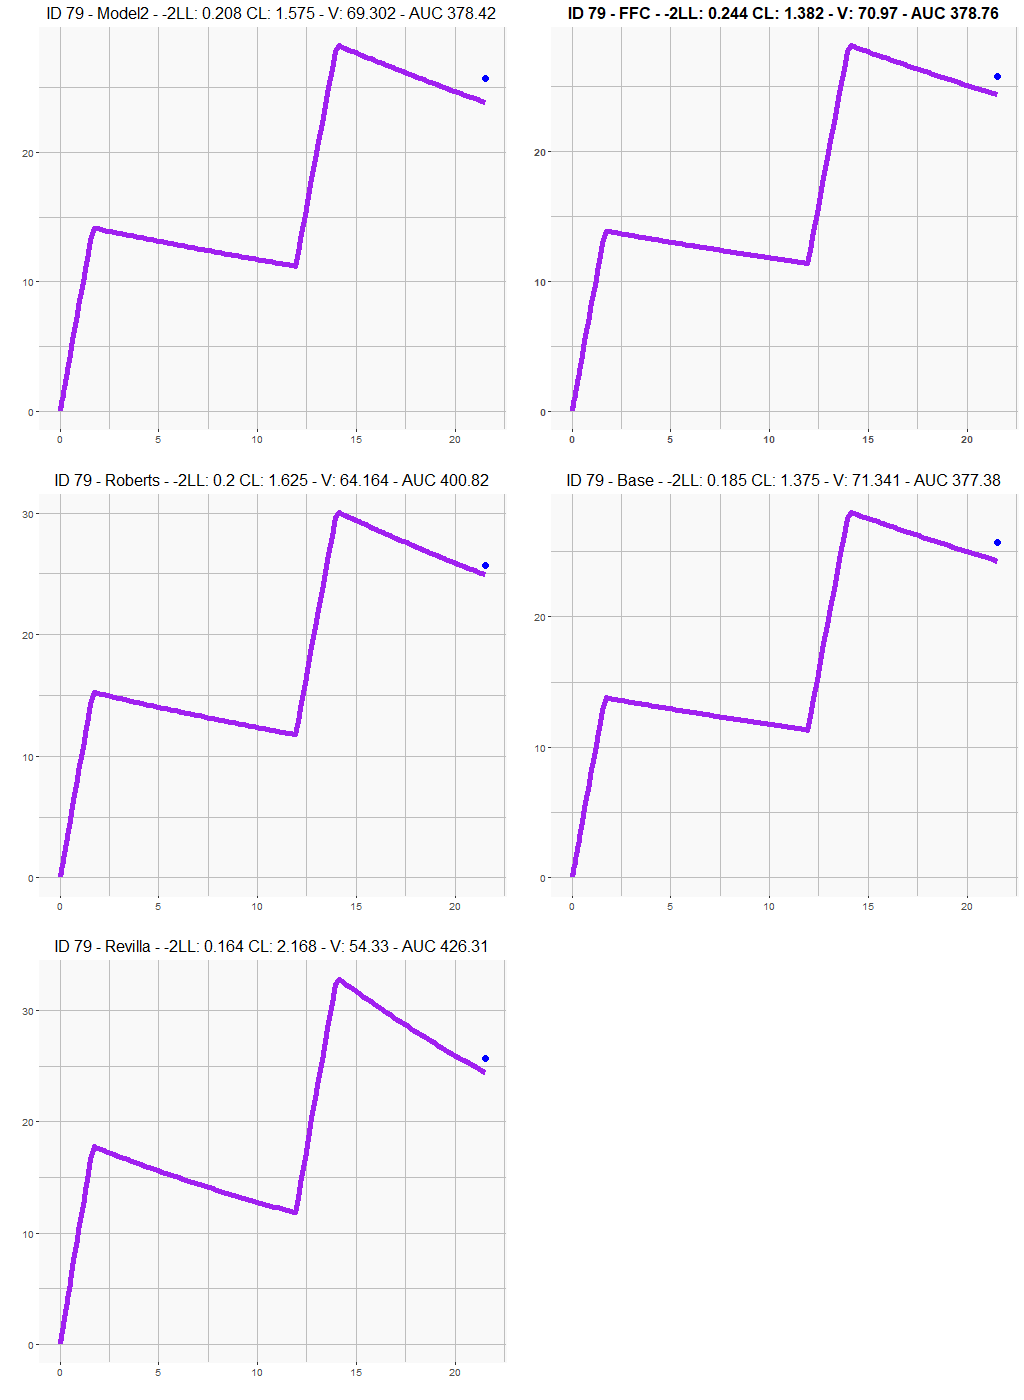 ID 79 - Model2 - -2LL: 0.208 CL: 1.575 - V: 69.302 - AUC 378.42
20
10
0
0 5 10 15 20
ID 79 - FFC - -2LL: 0.244 CL: 1.382 - V: 70.97 - AUC 378.76
20
10
0
0 5 10 15 20
ID 79 - Roberts - -2LL: 0.2 CL: 1.625 - V: 64.164 - AUC 400.82
30
20
10
0
0 5 10 15 20
ID 79 - Base - -2LL: 0.185 CL: 1.375 - V: 71.341 - AUC 377.38
20
10
0
0 5 10 15 20
ID 79 - Revilla - -2LL: 0.164 CL: 2.168 - V: 54.33 - AUC 426.31
30
20
10
0
0 5 10 15 20